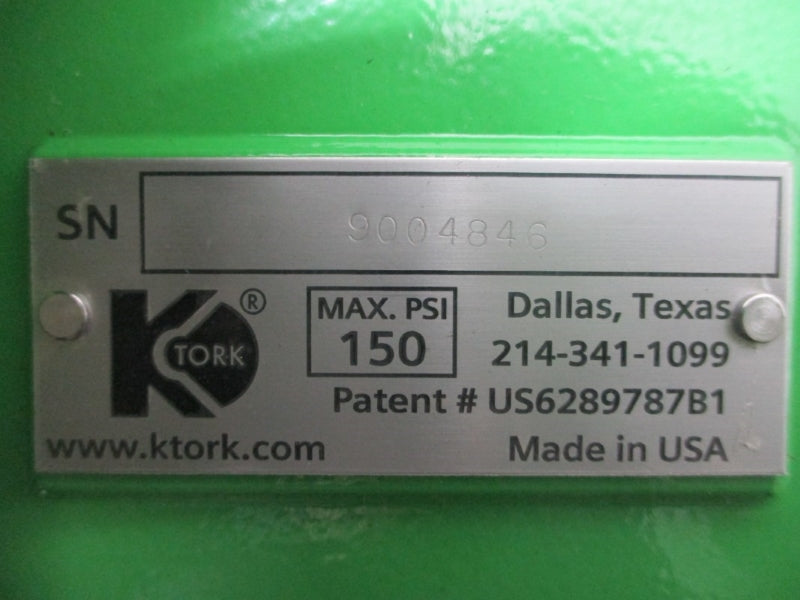 SN 9004846
K TORK ®
MAX. PSI
150
Dallas, Texas
214-341-1099
Patent # US6289787B1
www.ktork.com
Made in USA